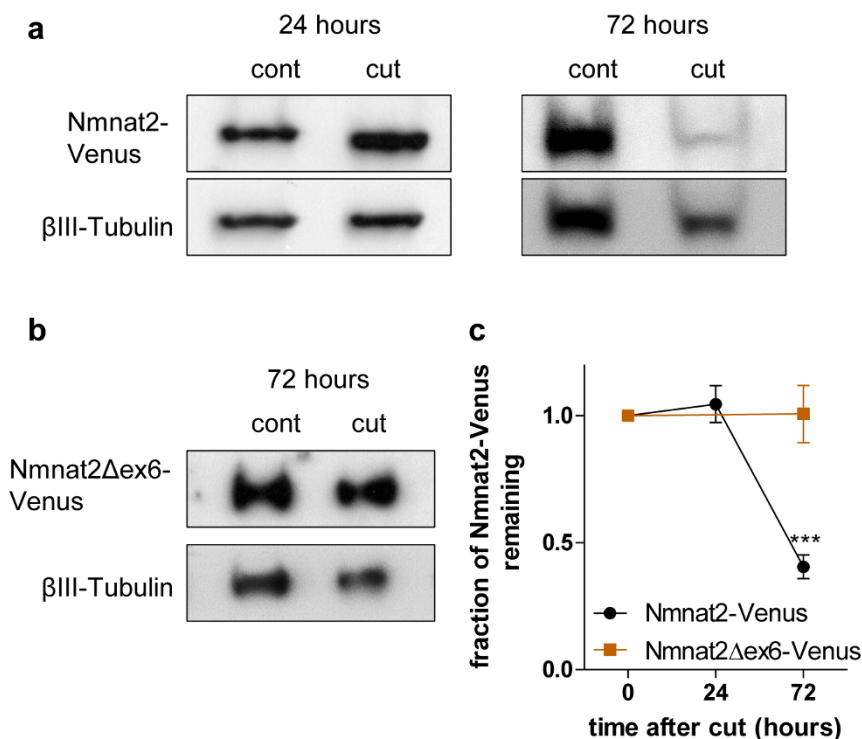 a
24 hours
72 hours
cont cut
cont cut
Nmnat2-
Venus
βIII-Tubulin
b
72 hours
cont cut
Nmnat2Δex6-
Venus
βIII-Tubulin
c
fraction of Nmnat2-Venus
remaining
1.0
0.5
0.0
***
Nmnat2-Venus
Nmnat2Δex6-Venus
0 24 72
time after cut (hours)